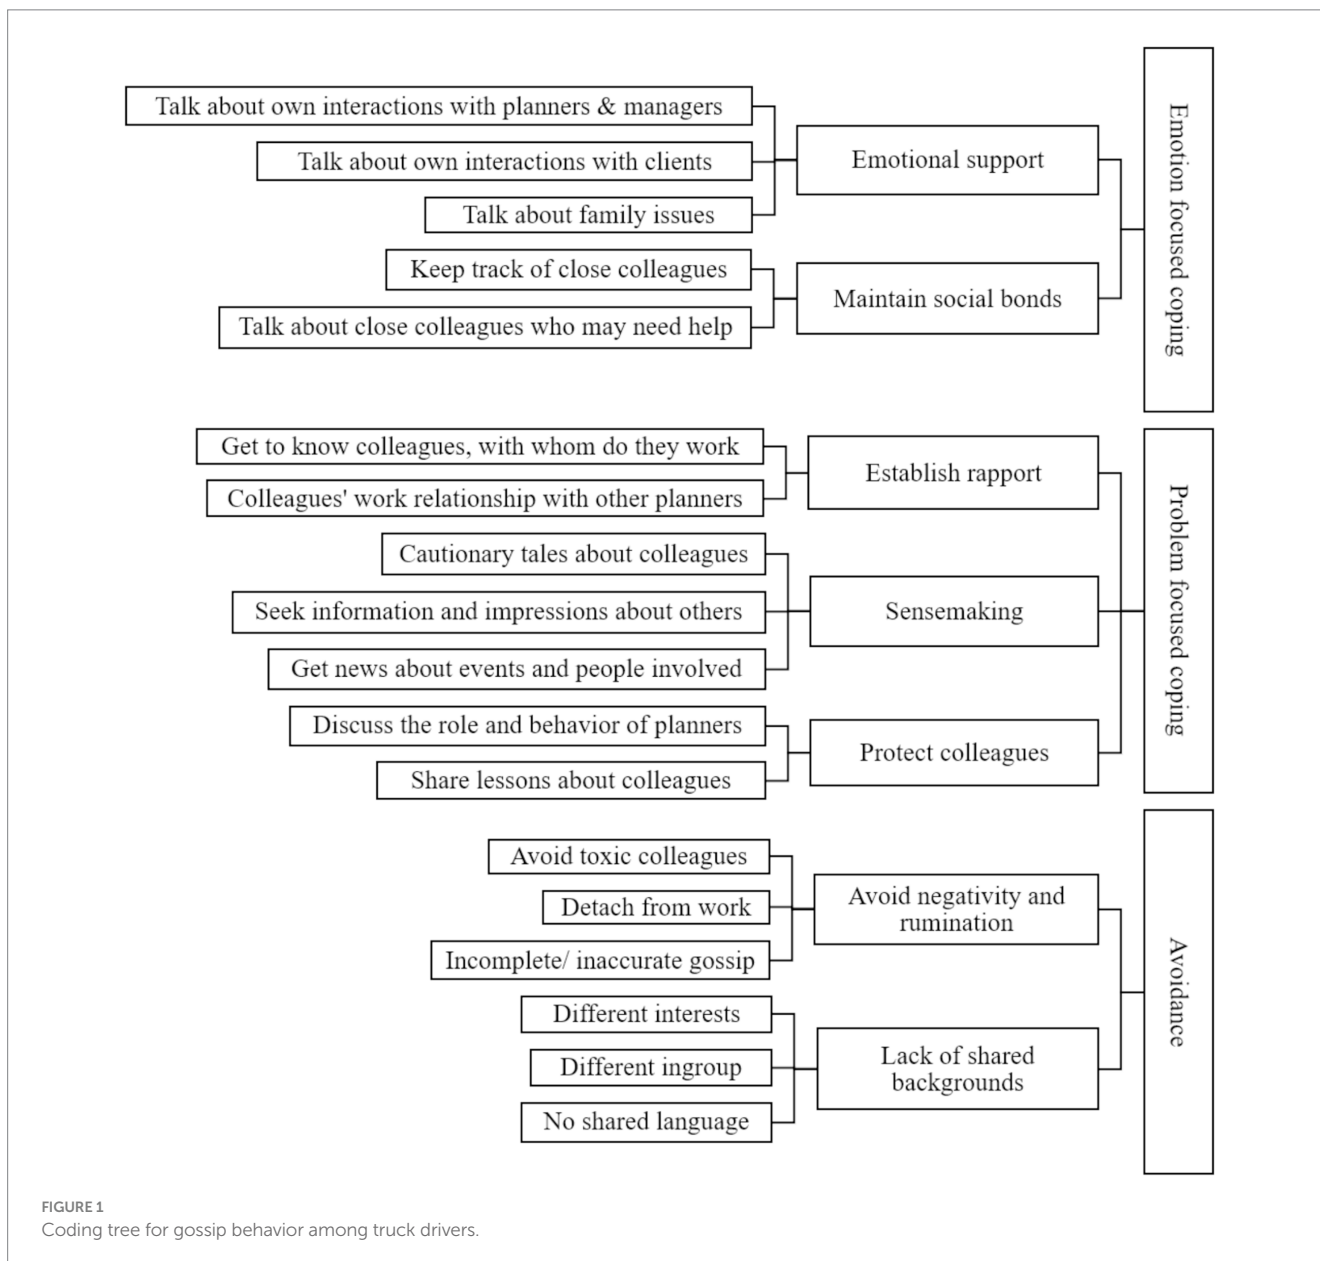 Talk about own interactions with planners & managers
Talk about own interactions with clients
Talk about family issues
Emotional support
Keep track of close colleagues
Talk about close colleagues who may need help
Maintain social bonds
Emotion focused coping
Get to know colleagues, with whom do they work
Colleagues' work relationship with other planners
Establish rapport
Cautionary tales about colleagues
Seek information and impressions about others
Get news about events and people involved
Sensemaking
Discuss the role and behavior of planners
Share lessons about colleagues
Protect colleagues
Problem focused coping
Avoid toxic colleagues
Detach from work
Incomplete/ inaccurate gossip
Avoid negativity and
rumination
Different interests
Different ingroup
No shared language
Lack of shared
backgrounds
Avoidance
FIGURE 1
Coding tree for gossip behavior among truck drivers.